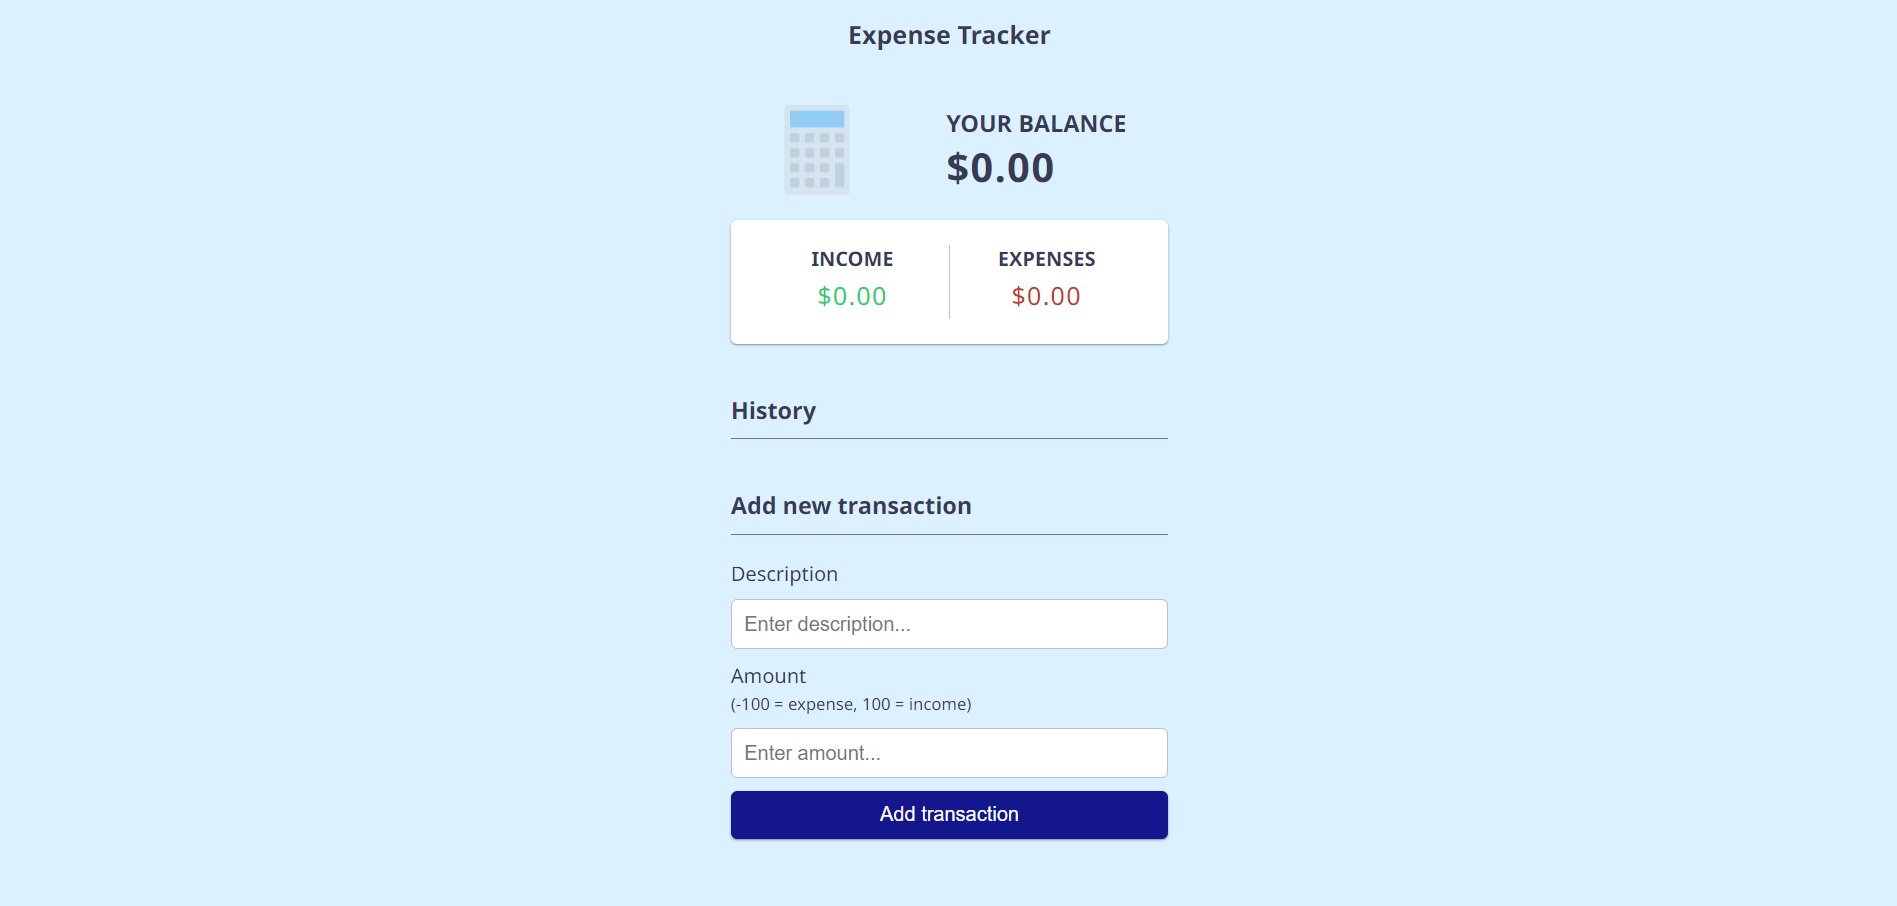 Expense Tracker
YOUR BALANCE
$0.00
INCOME
$0.00
EXPENSES
$0.00
History
Add new transaction
Description
Enter description...
Amount
(-100 = expense, 100 = income)
Enter amount...
Add transaction